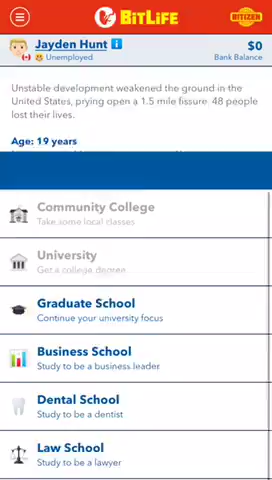 BitLife
BITIZEN
Jayden Hunt
$0
Unemployed
Bank Balance
Unstable development weakened the ground in the
United States, prying open a 1.5 mile fissure. 48 people
lost their lives.
Age: 19 years
Community College
Take some local classes
University
Get a college degree
Graduate School
Continue your university focus
Business School
Study to be a business leader
Dental School
Study to be a dentist
Law School
Study to be a lawyer